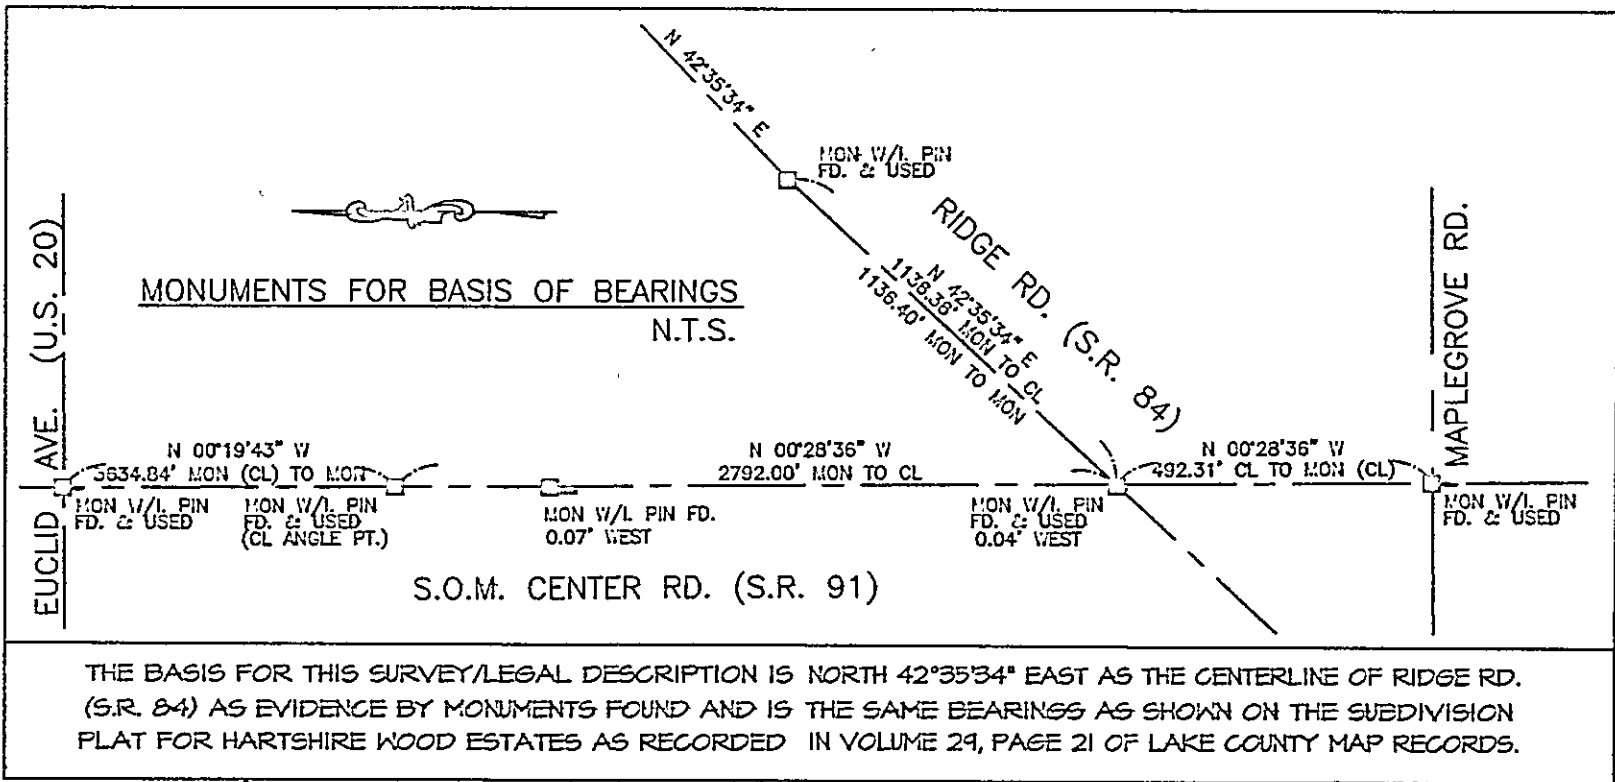 N 42°35'34" E
MON W/I. PIN
FD. & USED
RIDGE RD. (S.R. 84)
N 42°35'34" E
1136.36' MON TO CL
1136.40' MON TO MON
EUCLID AVE. (U.S. 20)
MONUMENTS FOR BASIS OF BEARINGS
N.T.S.
MAPLEGROVE RD.
N 00°19'43" W
3634.84' MON (CL) TO MON
N 00°28'36" W
2792.00' MON TO CL
N 00°28'36" W
492.31' CL TO MON (CL)
MON W/I. PIN
FD. & USED
MON W/I. PIN
FD. & USED
(CL ANGLE PT.)
MON W/I. PIN FD.
0.07' WEST
MON W/I. PIN
FD. & USED
0.04' WEST
MON W/I. PIN
FD. & USED
S.O.M. CENTER RD. (S.R. 91)
THE BASIS FOR THIS SURVEY/LEGAL DESCRIPTION IS NORTH 42°35'34" EAST AS THE CENTERLINE OF RIDGE RD.
(S.R. 84) AS EVIDENCE BY MONUMENTS FOUND AND IS THE SAME BEARINGS AS SHOWN ON THE SUBDIVISION
PLAT FOR HARTSHIRE WOOD ESTATES AS RECORDED IN VOLUME 29, PAGE 21 OF LAKE COUNTY MAP RECORDS.